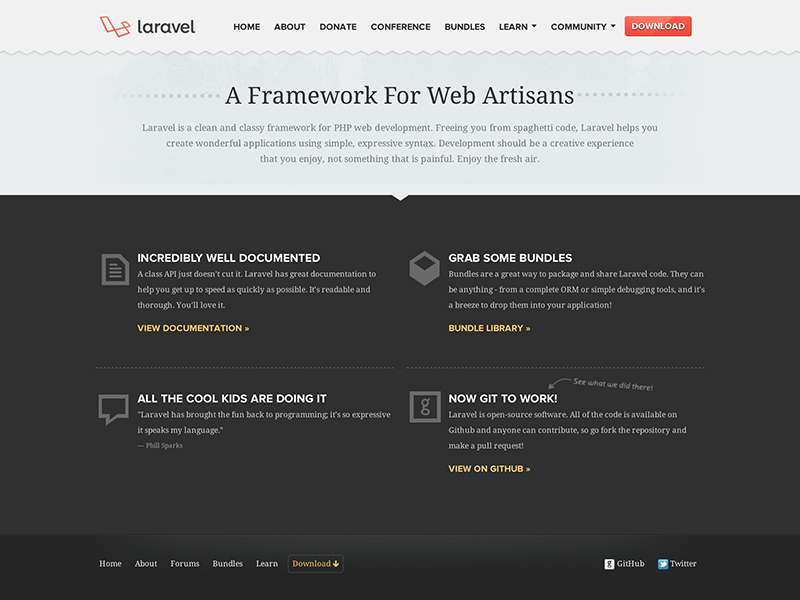 laravel
HOME ABOUT DONATE CONFERENCE BUNDLES LEARN COMMUNITY DOWNLOAD
A Framework For Web Artisans
Laravel is a clean and classy framework for PHP web development. Freeing you from spaghetti code, Laravel helps you
create wonderful applications using simple, expressive syntax. Development should be a creative experience
that you enjoy, not something that is painful. Enjoy the fresh air.
INCREDIBLY WELL DOCUMENTED
A class API just doesn't cut it. Laravel has great documentation to
help you get up to speed as quickly as possible. It's readable and
thorough. You'll love it.
VIEW DOCUMENTATION »
GRAB SOME BUNDLES
Bundles are a great way to package and share Laravel code. They can
be anything - from a complete ORM or simple debugging tools, and it's
a breeze to drop them into your application!
BUNDLE LIBRARY »
ALL THE COOL KIDS ARE DOING IT
"Laravel has brought the fun back to programming; it's so expressive
it speaks my language."
— Phill Sparks
See what we did there!
g
NOW GIT TO WORK!
Laravel is open-source software. All of the code is available on
Github and anyone can contribute, so go fork the repository and
make a pull request!
VIEW ON GITHUB »
Home About Forums Bundles Learn Download
g GitHub Twitter